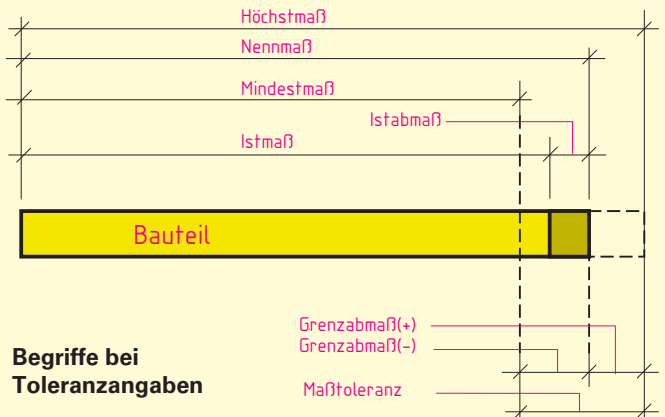 Höchstmaß
Nennmaß
Mindestmaß
Istabmaß
Istmaß
Bauteil
Grenzabmaß(+)
Grenzabmaß(-)
Maßtoleranz
Begriffe bei
Toleranzangaben